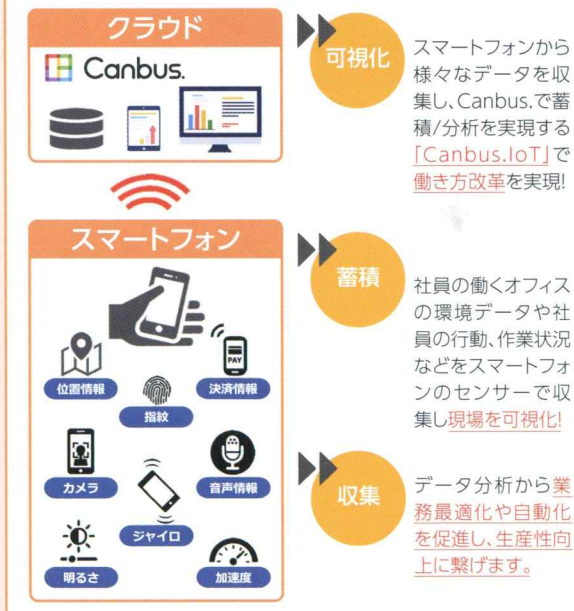 クラウド
Canbus.
可視化
スマートフォンから
様々なデータを収
集し、Canbus.で蓄
積/分析を実現する
「Canbus.IoT」で
働き方改革を実現!
スマートフォン
PAY
位置情報
指紋
決済情報
カメラ
ジャイロ
音声情報
明るさ
加速度
蓄積
社員の働くオフィス
の環境データや社
員の行動、作業状況
などをスマートフォ
ンのセンサーで収
集し現場を可視化!
収集
データ分析から業
務最適化や自動化
を促進し、生産性向
上に繋げます。